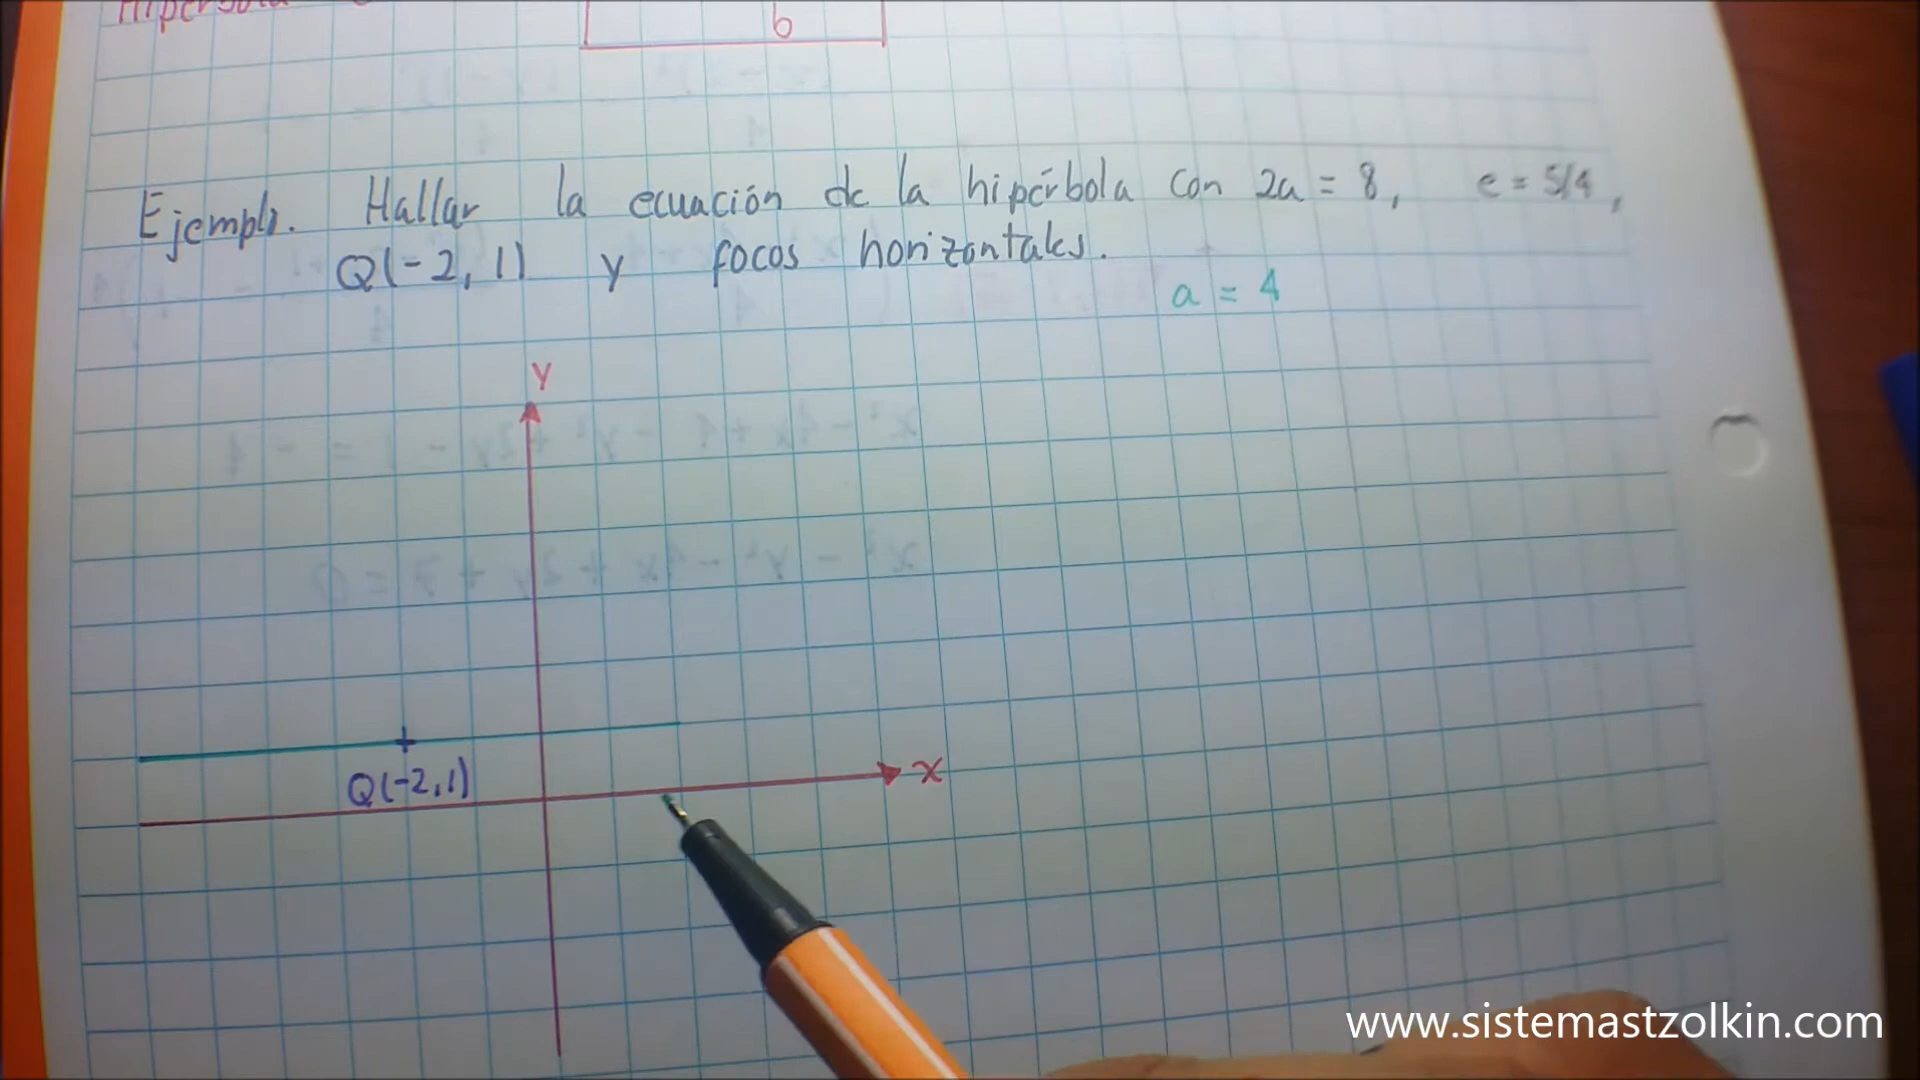 Hipérbola
b
Ejemplo. Hallar la ecuación de la hipérbola con 2a = 8, e = 5/4,
Q(-2, 1) y focos horizontales.
a = 4
Y
Q(-2,1)
X
www.sistemastzolkin.com